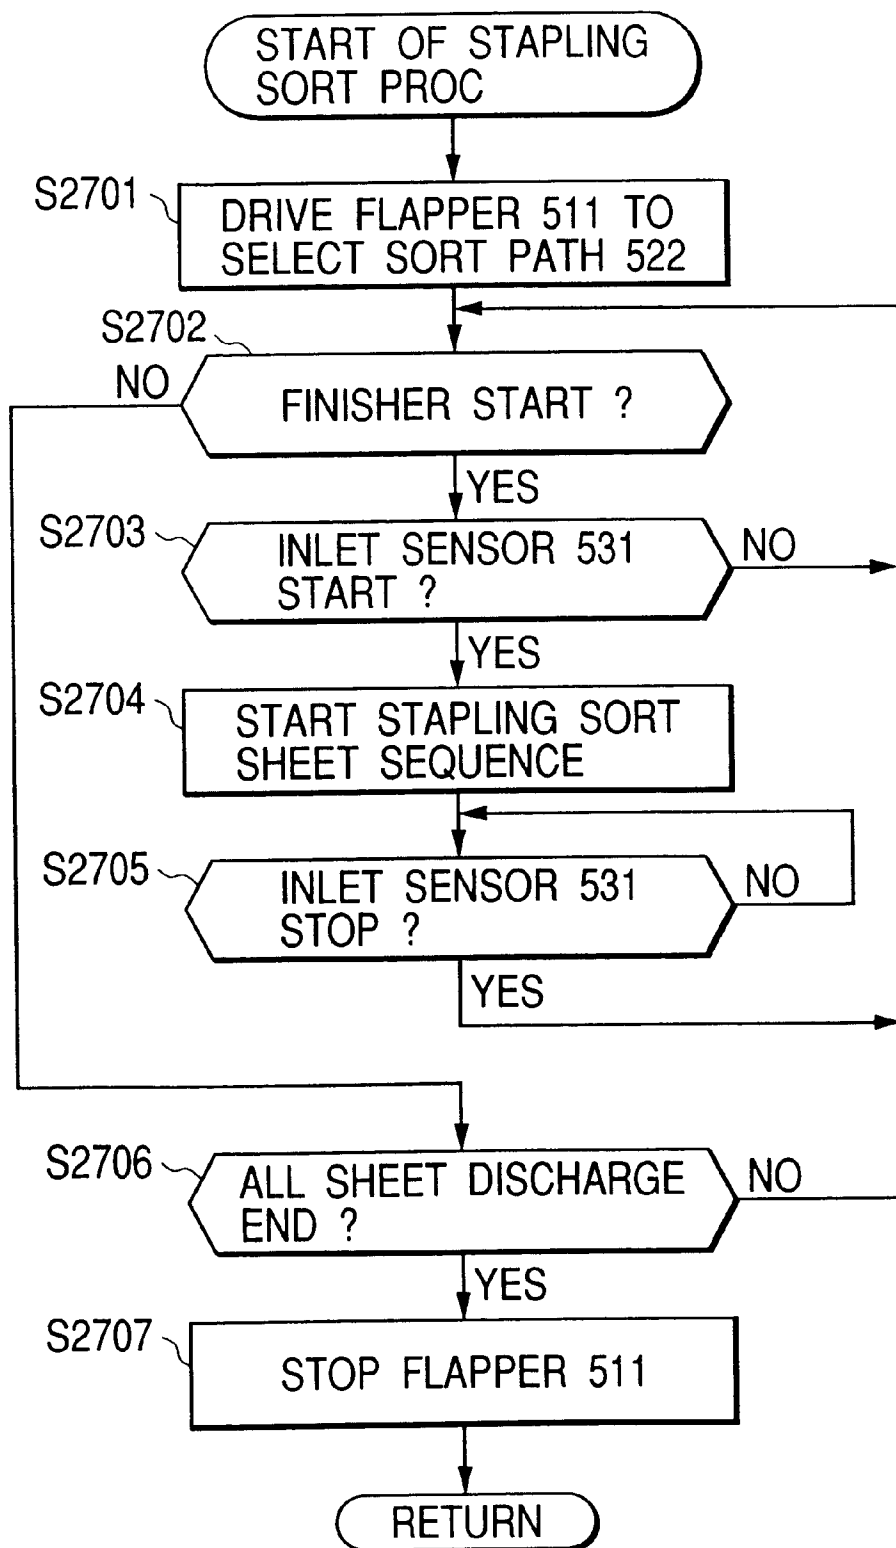 START OF STAPLING
SORT PROC
S2701
DRIVE FLAPPER 511 TO
SELECT SORT PATH 522
S2702
NO
FINISHER START ?
YES
S2703
INLET SENSOR 531
START ?
NO
YES
S2704
START STAPLING SORT
SHEET SEQUENCE
S2705
INLET SENSOR 531
STOP ?
NO
YES
S2706
ALL SHEET DISCHARGE
END ?
NO
YES
S2707
STOP FLAPPER 511
RETURN